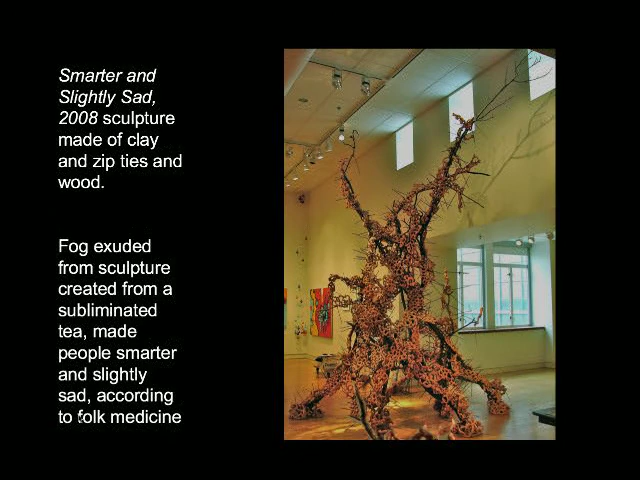 Smarter and
Slightly Sad,
2008 sculpture
made of clay
and zip ties and
wood.
Fog exuded
from sculpture
created from a
subliminated
tea, made
people smarter
and slightly
sad, according
to folk medicine